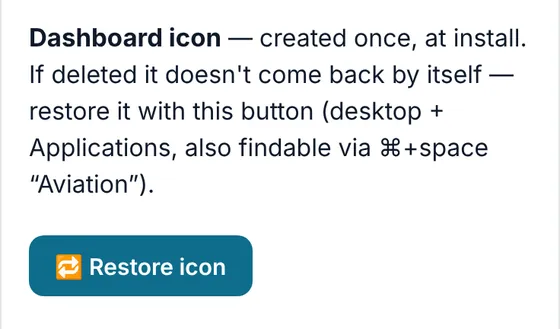 Dashboard icon — created once, at install.
If deleted it doesn't come back by itself —
restore it with this button (desktop +
Applications, also findable via ⌘+space
“Aviation”).
🔁 Restore icon